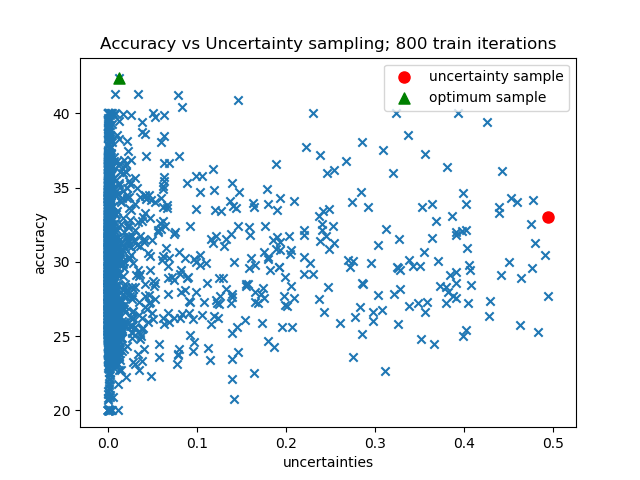 Accuracy vs Uncertainty sampling; 800 train iterations
uncertainty sample
optimum sample
accuracy
40
35
30
25
20
0.0 0.1 0.2 0.3 0.4 0.5
uncertainties